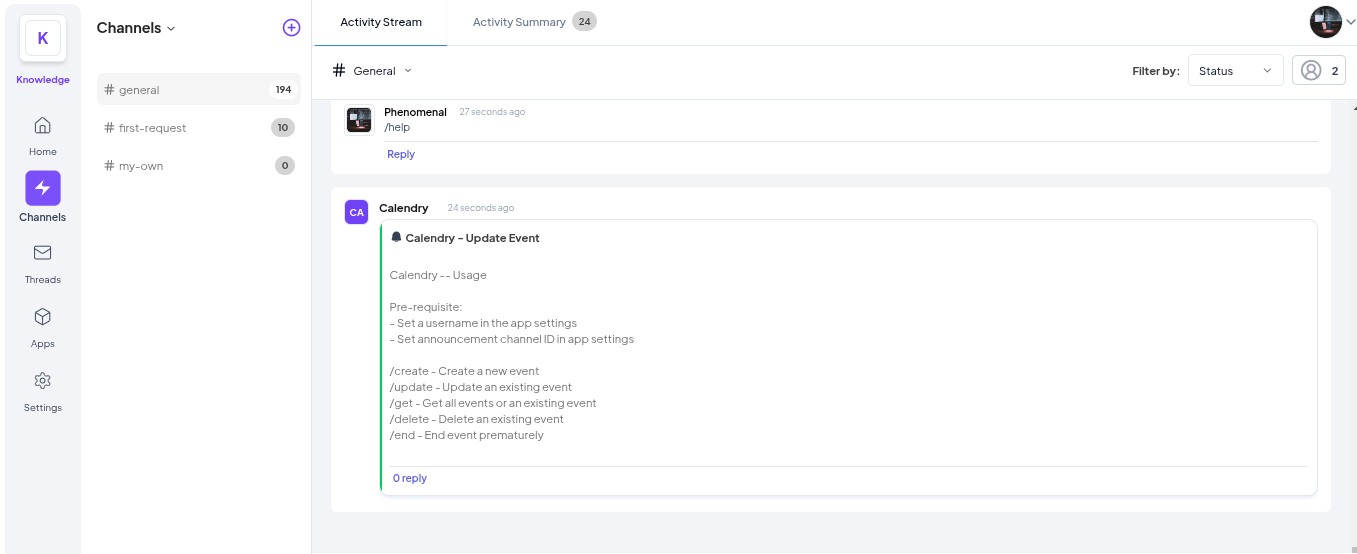 K
Knowledge
Home
Channels
Threads
Apps
Settings
Channels
# general 194
# first-request 10
# my-own 0
Activity Stream
Activity Summary 24
# General
Filter by: Status 2
Phenomenal 27 seconds ago
/help
Reply
CA
Calendry 24 seconds ago
Calendry - Update Event
Calendry -- Usage
Pre-requisite:
- Set a username in the app settings
- Set announcement channel ID in app settings
/create - Create a new event
/update - Update an existing event
/get - Get all events or an existing event
/delete - Delete an existing event
/end - End event prematurely
0 reply